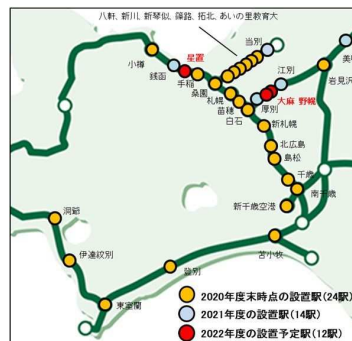 八軒、新川、新琴似、篠路、拓北、あいの里教育大
当別
星置
小樽
銭函
手稲
桑園
札幌
苗穂
白石
江別
厚別
大麻 野幌
岩見沢
新札幌
北広島
島松
千歳
南千歳
新千歳空港
苫小牧
洞爺
伊達紋別
登別
東室蘭
2020年度末時点の設置駅(24駅)
2021年度の設置駅(14駅)
2022年度の設置予定駅(12駅)